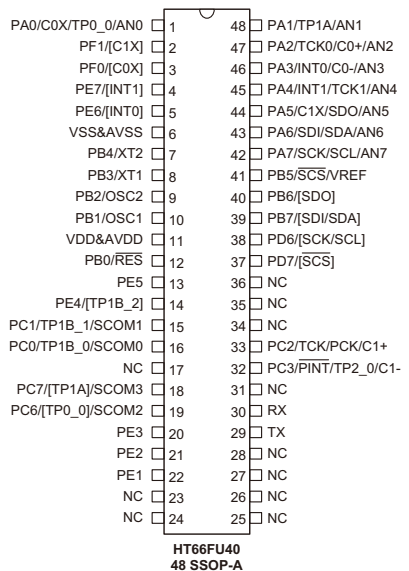 PA0/C0X/TP0_0/AN0 1 48 PA1/TP1A/AN1
PF1/[C1X] 2 47 PA2/TCK0/C0+/AN2
PF0/[C0X] 3 46 PA3/INT0/C0-/AN3
PE7/[INT1] 4 45 PA4/INT1/TCK1/AN4
PE6/[INT0] 5 44 PA5/C1X/SDO/AN5
VSS&AVSS 6 43 PA6/SDI/SDA/AN6
PB4/XT2 7 42 PA7/SCK/SCL/AN7
PB3/XT1 8 41 PB5/SCS/VREF
PB2/OSC2 9 40 PB6/[SDO]
PB1/OSC1 10 39 PB7/[SDI/SDA]
VDD&AVDD 11 38 PD6/[SCK/SCL]
PB0/RES 12 37 PD7/[SCS]
PE5 13 36 NC
PE4/[TP1B_2] 14 35 NC
PC1/TP1B_1/SCOM1 15 34 NC
PC0/TP1B_0/SCOM0 16 33 PC2/TCK/PCK/C1+
NC 17 32 PC3/PINT/TP2_0/C1-
PC7/[TP1A]/SCOM3 18 31 NC
PC6/[TP0_0]/SCOM2 19 30 RX
PE3 20 29 TX
PE2 21 28 NC
PE1 22 27 NC
NC 23 26 NC
NC 24 25 NC
HT66FU40
48 SSOP-A